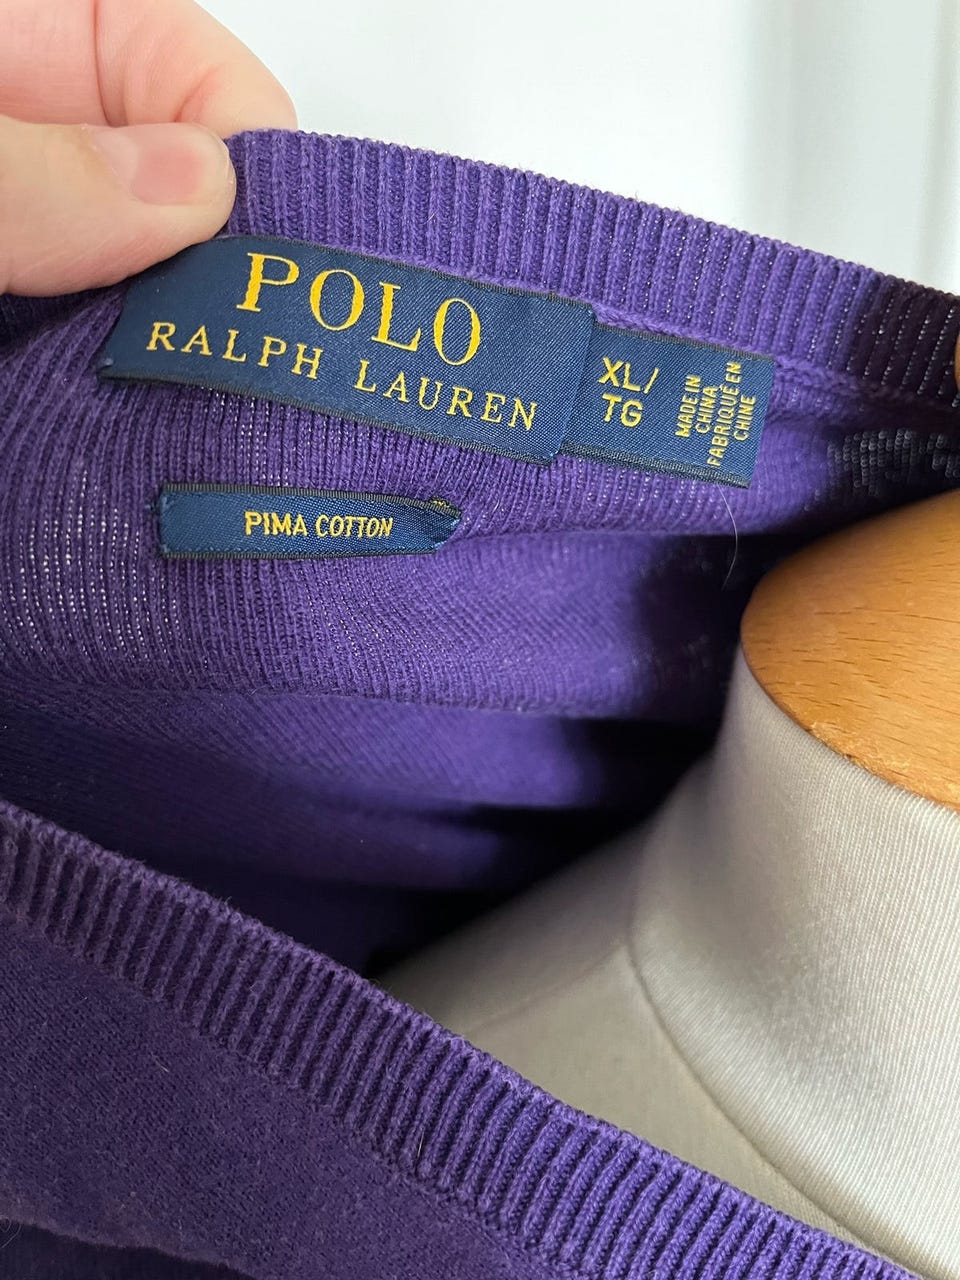 POLO
RALPH LAUREN
XL/
TG
MADE IN
CHINA
FABRIQUÉ EN
CHINE
PIMA COTTON